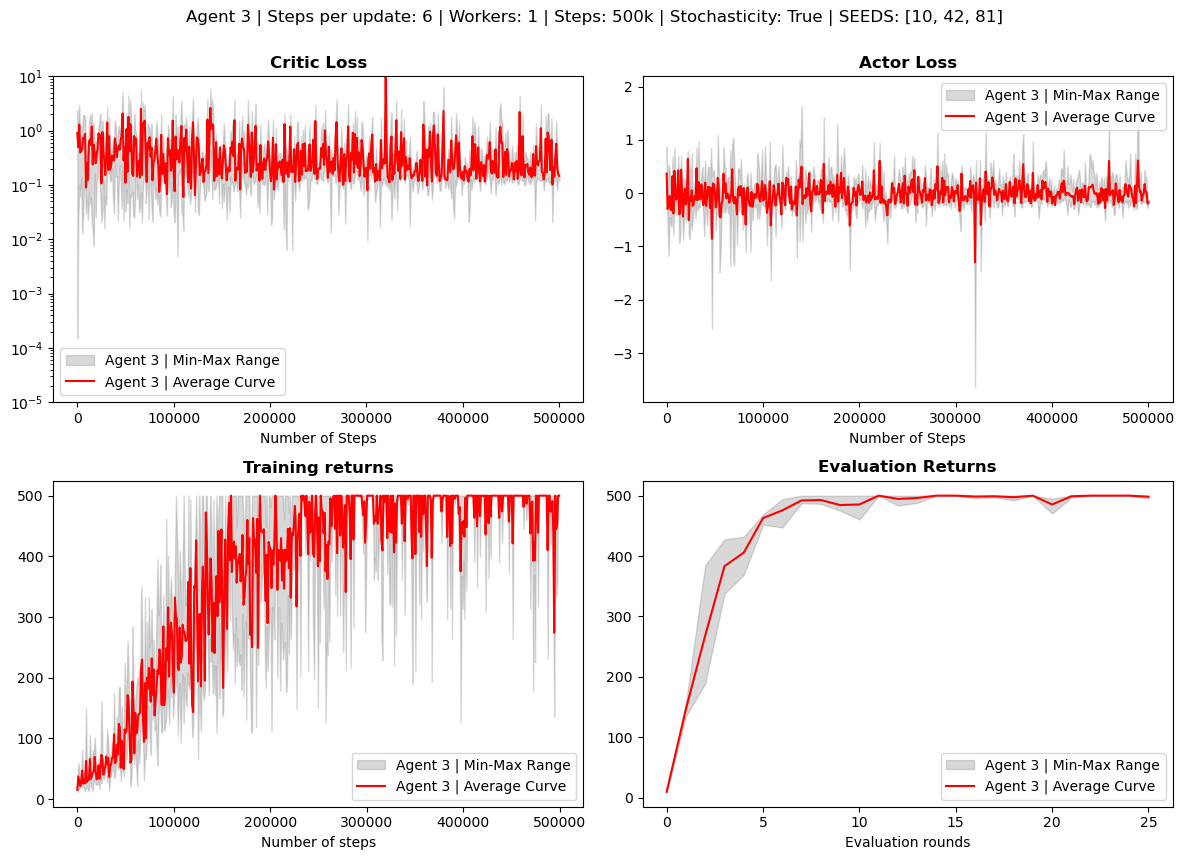 Agent 3 | Steps per update: 6 | Workers: 1 | Steps: 500k | Stochasticity: True | SEEDS: [10, 42, 81]
Critic Loss
10¹
10⁰
10⁻¹
10⁻²
10⁻³
10⁻⁴
10⁻⁵
Agent 3 | Min-Max Range
Agent 3 | Average Curve
0 100000 200000 300000 400000 500000
Number of Steps
Actor Loss
2
1
0
−1
−2
−3
Agent 3 | Min-Max Range
Agent 3 | Average Curve
0 100000 200000 300000 400000 500000
Number of Steps
Training returns
500
400
300
200
100
0
Agent 3 | Min-Max Range
Agent 3 | Average Curve
0 100000 200000 300000 400000 500000
Number of steps
Evaluation Returns
500
400
300
200
100
0
Agent 3 | Min-Max Range
Agent 3 | Average Curve
0 5 10 15 20 25
Evaluation rounds